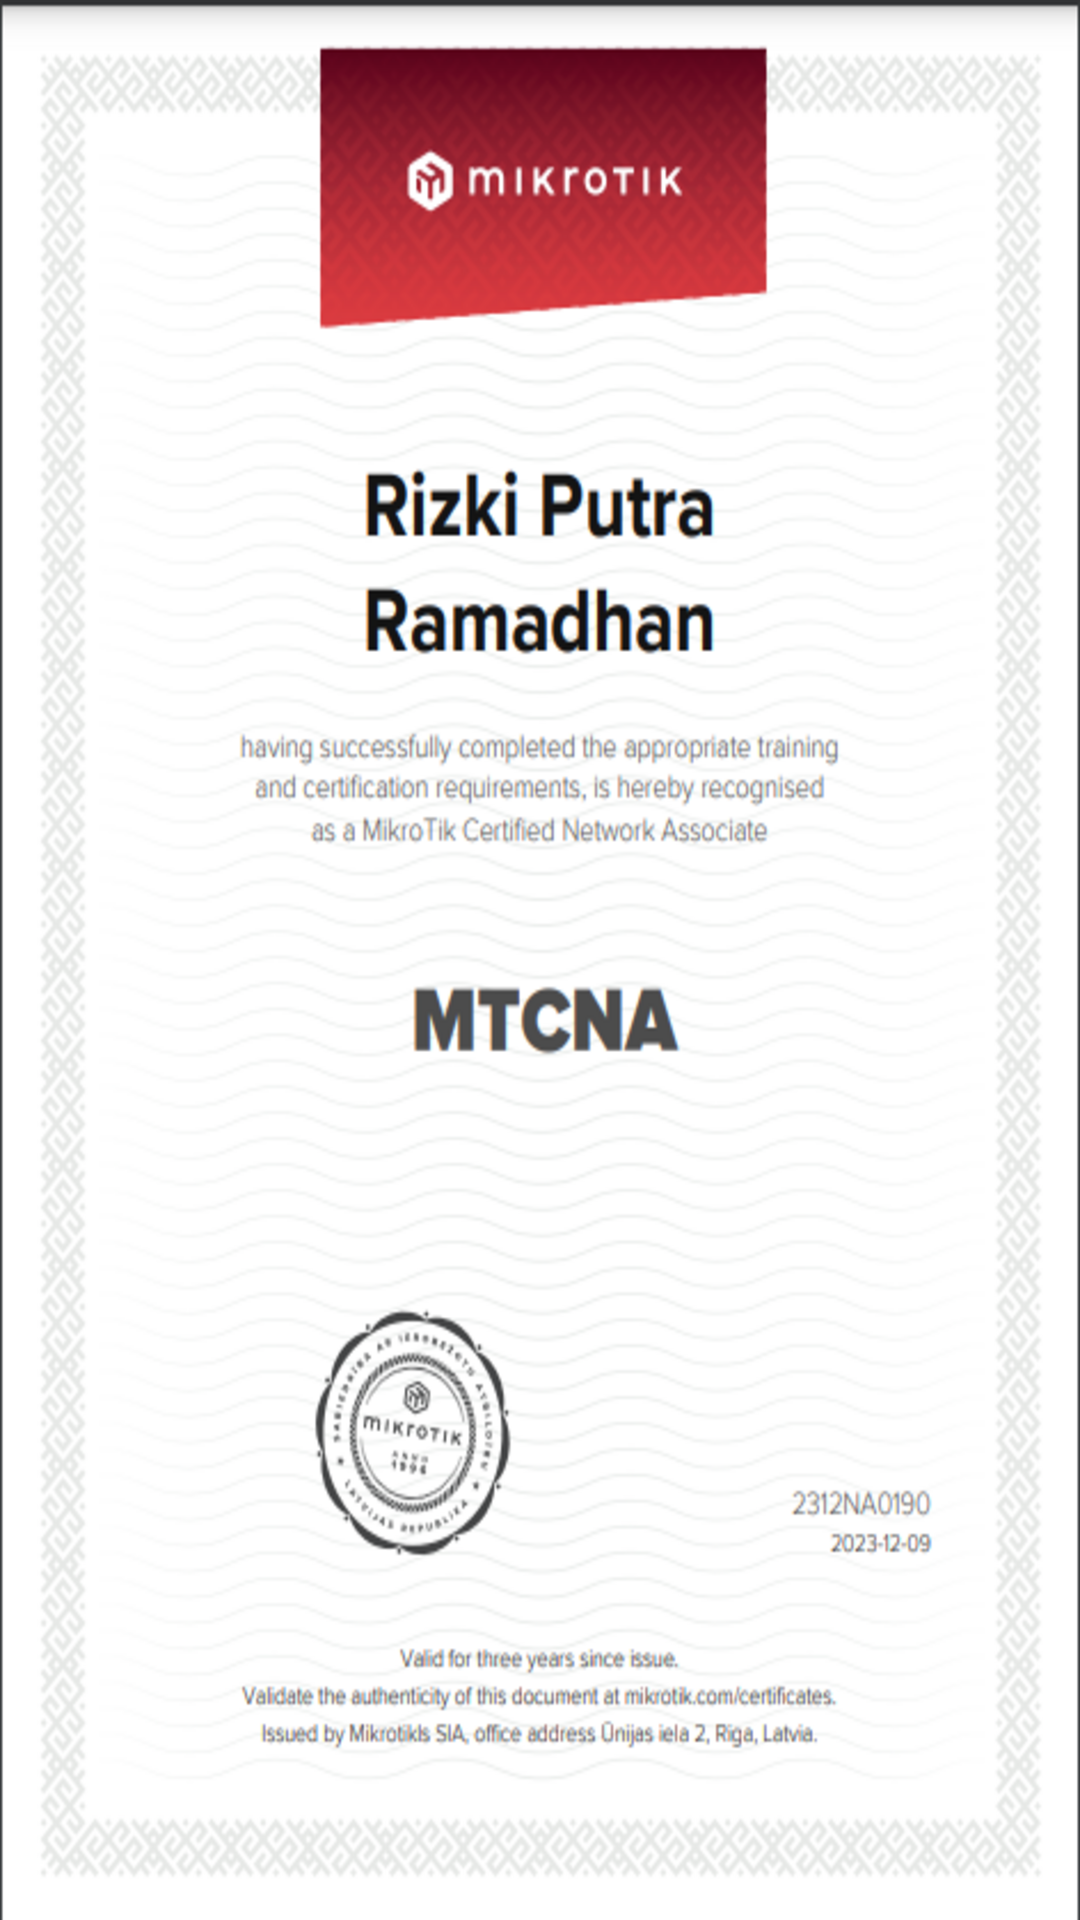 mikrotik
Rizki Putra
Ramadhan
having successfully completed the appropriate training
and certification requirements, is hereby recognised
as a MikroTik Certified Network Associate
MTCNA
SABIEDRĪBA AR IEROBEŽOTU ATBILDĪBU
mikrotik
ANNO
1996
LATVIJAS REPUBLIKA
2312NA0190
2023-12-09
Valid for three years since issue.
Validate the authenticity of this document at mikrotik.com/certificates.
Issued by Mikrotikls SIA, office address Ūnijas iela 2, Riga, Latvia.